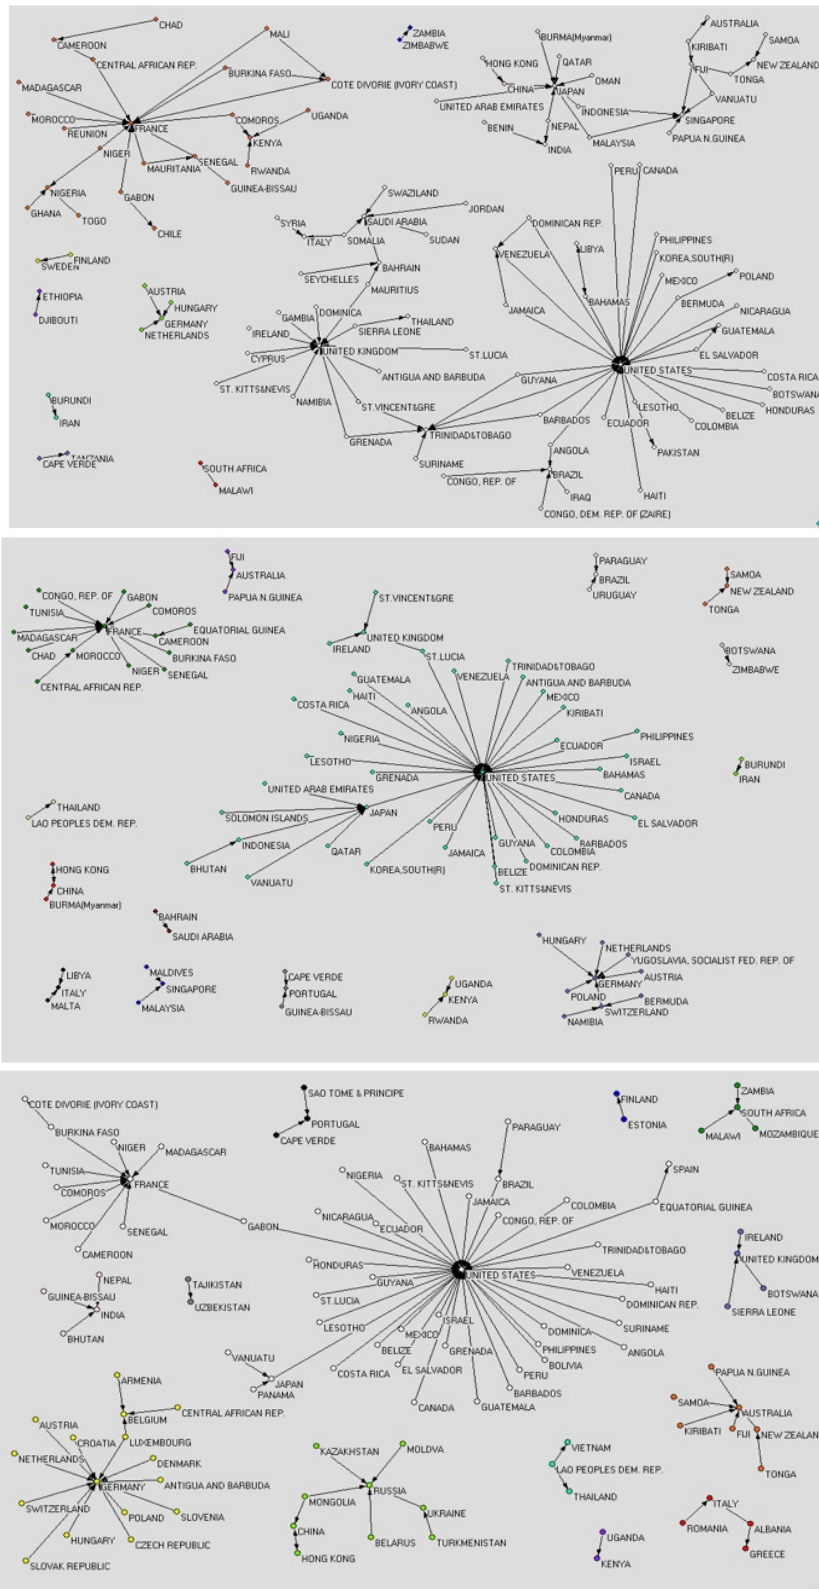 CHAD
CAMEROON
MALI
CENTRAL AFRICAN REP.
BURKINA FASO
COTE DIVORIE (IVORY COAST)
MADAGASCAR
MOROCCO
FRANCE
REUNION
COMOROS
UGANDA
KENYA
NIGER
MAURITANIA
SENEGAL
RWANDA
GUINEA-BISSAU
NIGERIA
GABON
GHANA
TOGO
CHILE
ZAMBIA
ZIMBABWE
BURMA(Myanmar)
HONG KONG
QATAR
CHINA
JAPAN
OMAN
UNITED ARAB EMIRATES
INDONESIA
BENIN
NEPAL
INDIA
MALAYSIA
AUSTRALIA
KIRIBATI
SAMOA
FIJI
NEW ZEALAND
TONGA
VANUATU
SINGAPORE
PAPUA N.GUINEA
SWAZILAND
JORDAN
SYRIA
SAUDI ARABIA
ITALY
SOMALIA
SUDAN
BAHRAIN
SEYCHELLES
MAURITIUS
PERU
CANADA
DOMINICAN REP.
VENEZUELA
LIBYA
PHILIPPINES
KOREA,SOUTH(R)
MEXICO
POLAND
BAHAMAS
BERMUDA
JAMAICA
NICARAGUA
GUATEMALA
EL SALVADOR
UNITED STATES
COSTA RICA
BOTSWANA
HONDURAS
BELIZE
COLOMBIA
LESOTHO
ECUADOR
PAKISTAN
HAITI
GUYANA
BARBADOS
ANGOLA
BRAZIL
IRAQ
CONGO, REP. OF
CONGO, DEM. REP. OF (ZAIRE)
SWEDEN
FINLAND
ETHIOPIA
DJIBOUTI
AUSTRIA
HUNGARY
GERMANY
NETHERLANDS
GAMBIA
DOMINICA
IRELAND
SIERRA LEONE
THAILAND
CYPRUS
UNITED KINGDOM
ST.LUCIA
ST. KITTS&NEVIS
ANTIGUA AND BARBUDA
NAMIBIA
ST.VINCENT&GRE
GRENADA
TRINIDAD&TOBAGO
SURINAME
BURUNDI
IRAN
TANZANIA
CAPE VERDE
SOUTH AFRICA
MALAWI
FIJI
AUSTRALIA
PAPUA N.GUINEA
PARAGUAY
BRAZIL
URUGUAY
SAMOA
NEW ZEALAND
TONGA
CONGO, REP. OF
GABON
TUNISIA
COMOROS
MADAGASCAR
FRANCE
EQUATORIAL GUINEA
CAMEROON
CHAD
MOROCCO
BURKINA FASO
NIGER
SENEGAL
CENTRAL AFRICAN REP.
ST.VINCENT&GRE
UNITED KINGDOM
IRELAND
ST.LUCIA
BOTSWANA
ZIMBABWE
TRINIDAD&TOBAGO
VENEZUELA
ANTIGUA AND BARBUDA
GUATEMALA
HAITI
MEXICO
COSTA RICA
ANGOLA
KIRIBATI
NIGERIA
ECUADOR
PHILIPPINES
LESOTHO
ISRAEL
GRENADA
UNITED STATES
BAHAMAS
BURUNDI
IRAN
UNITED ARAB EMIRATES
CANADA
THAILAND
LAO PEOPLES DEM. REP.
SOLOMON ISLANDS
JAPAN
HONDURAS
EL SALVADOR
PERU
INDONESIA
GUYANA
BARBADOS
QATAR
JAMAICA
COLOMBIA
BHUTAN
KOREA,SOUTH(R)
BELIZE
DOMINICAN REP.
VANUATU
ST. KITTS&NEVIS
HONG KONG
CHINA
BURMA(Myanmar)
BAHRAIN
SAUDI ARABIA
HUNGARY
NETHERLANDS
YUGOSLAVIA, SOCIALIST FED. REP. OF
LIBYA
ITALY
MALTA
MALDIVES
SINGAPORE
MALAYSIA
CAPE VERDE
PORTUGAL
GUINEA-BISSAU
UGANDA
KENYA
RWANDA
AUSTRIA
GERMANY
POLAND
BERMUDA
SWITZERLAND
NAMIBIA
COTE DIVORIE (IVORY COAST)
SAO TOME & PRINCIPE
PORTUGAL
CAPE VERDE
FINLAND
ESTONIA
ZAMBIA
SOUTH AFRICA
MALAWI
MOZAMBIQUE
BURKINA FASO
NIGER
MADAGASCAR
TUNISIA
FRANCE
COMOROS
MOROCCO
SENEGAL
CAMEROON
GABON
PARAGUAY
BAHAMAS
NIGERIA
ST. KITTS&NEVIS
BRAZIL
SPAIN
JAMAICA
EQUATORIAL GUINEA
NICARAGUA
ECUADOR
CONGO, REP. OF
COLOMBIA
TRINIDAD&TOBAGO
IRELAND
UNITED KINGDOM
BOTSWANA
SIERRA LEONE
HONDURAS
GUYANA
UNITED STATES
VENEZUELA
HAITI
NEPAL
GUINEA-BISSAU
INDIA
BHUTAN
TAJIKISTAN
UZBEKISTAN
ST.LUCIA
DOMINICAN REP.
LESOTHO
ISRAEL
MEXICO
DOMINICA
SURINAME
BELIZE
GRENADA
PHILIPPINES
ANGOLA
VANUATU
COSTA RICA
EL SALVADOR
BOLIVIA
PERU
JAPAN
PANAMA
BARBADOS
CANADA
GUATEMALA
ARMENIA
BELGIUM
CENTRAL AFRICAN REP.
AUSTRIA
CROATIA
LUXEMBOURG
NETHERLANDS
DENMARK
GERMANY
ANTIGUA AND BARBUDA
SWITZERLAND
POLAND
SLOVENIA
HUNGARY
CZECH REPUBLIC
SLOVAK REPUBLIC
KAZAKHSTAN
MOLDVA
RUSSIA
MONGOLIA
UKRAINE
CHINA
BELARUS
TURKMENISTAN
HONG KONG
VIETNAM
LAO PEOPLES DEM. REP.
THAILAND
UGANDA
KENYA
PAPUA N.GUINEA
SAMOA
AUSTRALIA
KIRIBATI
FIJI
NEW ZEALAN
TONGA
ITALY
ROMANIA
ALBANIA
GREECE